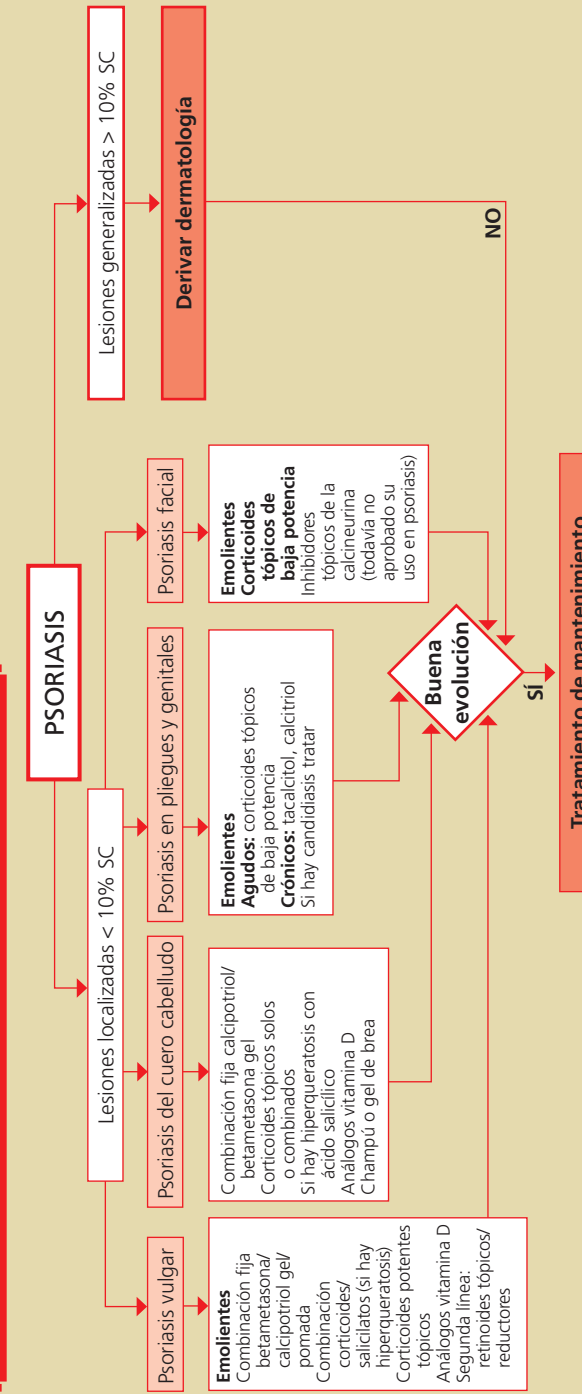 PSORIASIS
Lesiones localizadas < 10% SC
Lesiones generalizadas > 10% SC
Psoriasis vulgar
Psoriasis del cuero cabelludo
Psoriasis en pliegues y genitales
Psoriasis facial
Derivar dermatología
Emolientes
Combinación fija
betametasona/
calcipotriol gel/
pomada
Combinación
corticoides/
salicilatos (si hay
hiperqueratosis)
Corticoides potentes
tópicos
Análogos vitamina D
Segunda línea:
retinoides tópicos/
reductores
Combinación fija calcipotriol/
betametasona gel
Corticoides tópicos solos
o combinados
Si hay hiperqueratosis con
ácido salicílico
Análogos vitamina D
Champú o gel de brea
Emolientes
Agudos: corticoides tópicos
de baja potencia
Crónicos: tacalcitol, calcitriol
Si hay candidiasis tratar
Emolientes
Corticoides
tópicos de
baja potencia
Inhibidores
tópicos de la
calcineurina
(todavía no
aprobado su
uso en psoriasis)
Buena
evolución
NO
SÍ
Tratamiento de mantenimiento